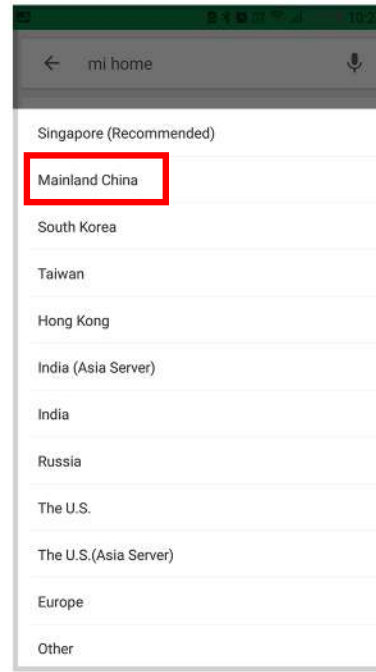 mi home
Singapore (Recommended)
Mainland China
South Korea
Taiwan
Hong Kong
India (Asia Server)
India
Russia
The U.S.
The U.S.(Asia Server)
Europe
Other